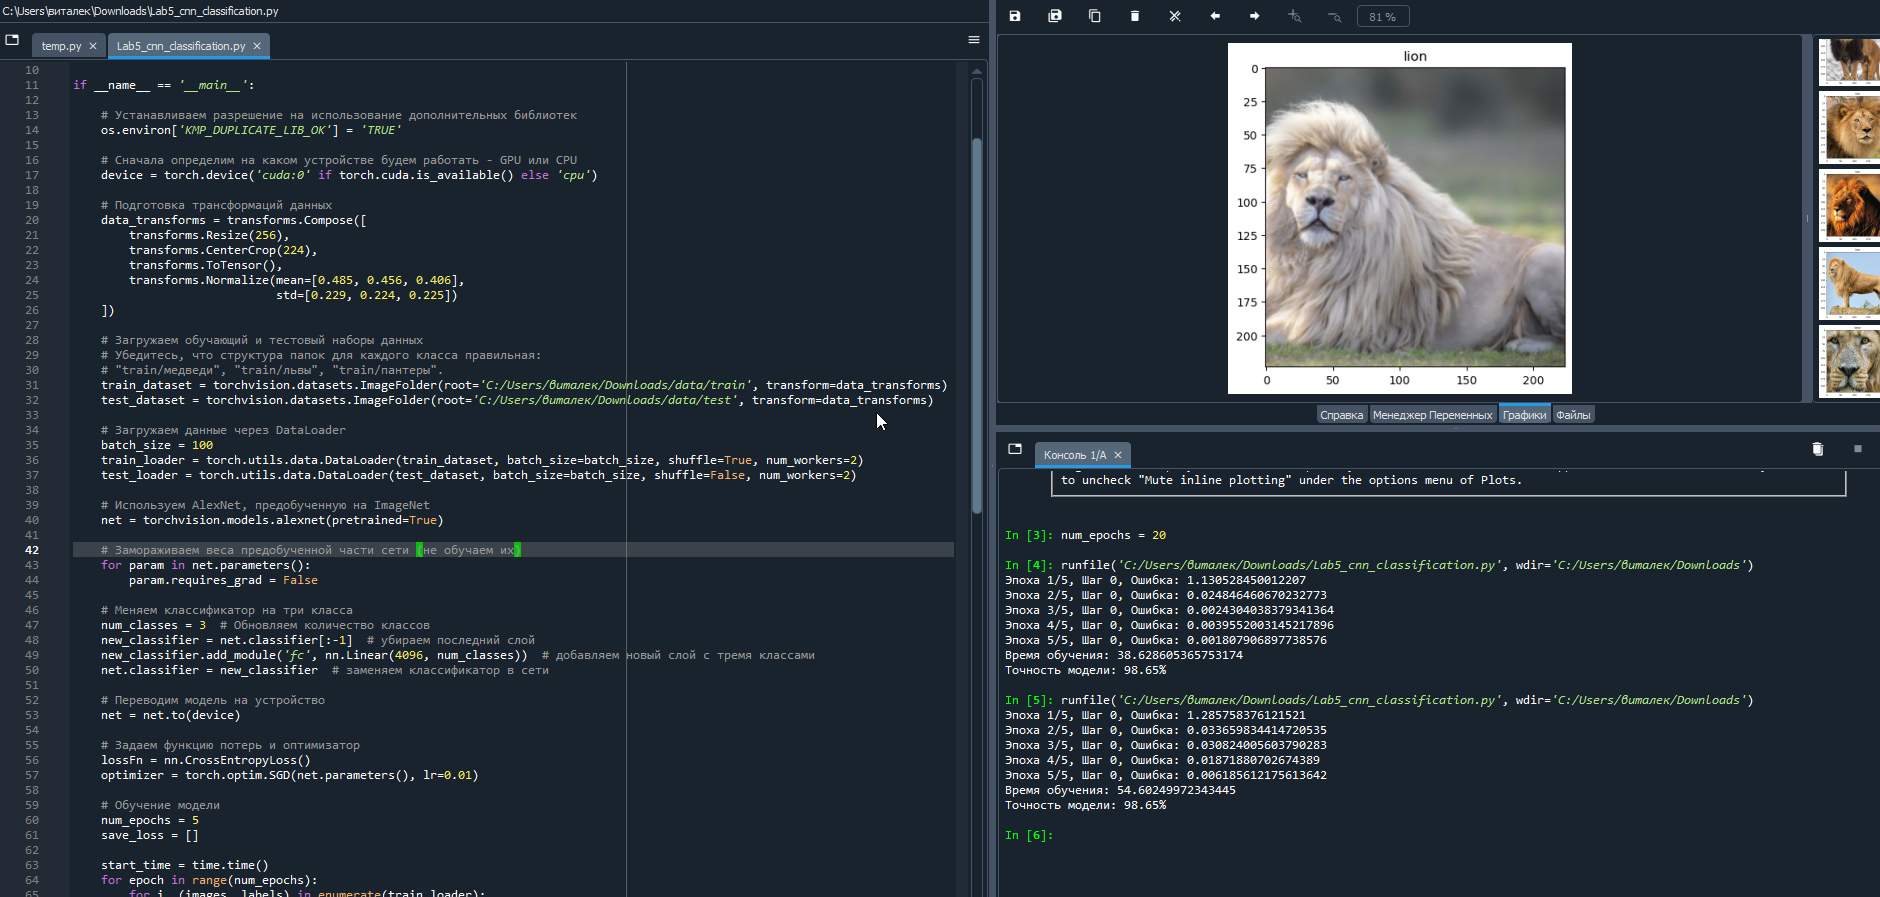 C:\Users\виталек\Downloads\Lab5_cnn_classification.py
temp.py
Lab5_cnn_classification.py
10
11 if __name__ == '__main__':
12
13 # Устанавливаем разрешение на использование дополнительных библиотек
14 os.environ['KMP_DUPLICATE_LIB_OK'] = 'TRUE'
15
16 # Сначала определим на каком устройстве будем работать - GPU или CPU
17 device = torch.device('cuda:0' if torch.cuda.is_available() else 'cpu')
18
19 # Подготовка трансформаций данных
20 data_transforms = transforms.Compose([
21 transforms.Resize(256),
22 transforms.CenterCrop(224),
23 transforms.ToTensor(),
24 transforms.Normalize(mean=[0.485, 0.456, 0.406],
25 std=[0.229, 0.224, 0.225])
26 ])
27
28 # Загружаем обучающий и тестовый наборы данных
29 # Убедитесь, что структура папок для каждого класса правильная:
30 # "train/медведи", "train/львы", "train/пантеры".
31 train_dataset = torchvision.datasets.ImageFolder(root='C:/Users/виталек/Downloads/data/train', transform=data_transforms)
32 test_dataset = torchvision.datasets.ImageFolder(root='C:/Users/виталек/Downloads/data/test', transform=data_transforms)
33
34 # Загружаем данные через DataLoader
35 batch_size = 100
36 train_loader = torch.utils.data.DataLoader(train_dataset, batch_size=batch_size, shuffle=True, num_workers=2)
37 test_loader = torch.utils.data.DataLoader(test_dataset, batch_size=batch_size, shuffle=False, num_workers=2)
38
39 # Используем AlexNet, предобученную на ImageNet
40 net = torchvision.models.alexnet(pretrained=True)
41
42 # Замораживаем веса предобученной части сети (не обучаем их)
43 for param in net.parameters():
44 param.requires_grad = False
45
46 # Меняем классификатор на три класса
47 num_classes = 3 # Обновляем количество классов
48 new_classifier = net.classifier[:-1] # убираем последний слой
49 new_classifier.add_module('fc', nn.Linear(4096, num_classes)) # добавляем новый слой с тремя классами
50 net.classifier = new_classifier # заменяем классификатор в сети
51
52 # Переводим модель на устройство
53 net = net.to(device)
54
55 # Задаем функцию потерь и оптимизатор
56 lossFn = nn.CrossEntropyLoss()
57 optimizer = torch.optim.SGD(net.parameters(), lr=0.01)
58
59 # Обучение модели
60 num_epochs = 5
61 save_loss = []
62
63 start_time = time.time()
64 for epoch in range(num_epochs):
65 for i, (images, labels) in enumerate(train_loader):
81 %
lion
0
25
50
75
100
125
150
175
200
0 50 100 150 200
Справка Менеджер Переменных Графики Файлы
Консоль 1/A
to uncheck "Mute inline plotting" under the options menu of Plots.
In [3]: num_epochs = 20
In [4]: runfile('C:/Users/виталек/Downloads/Lab5_cnn_classification.py', wdir='C:/Users/виталек/Downloads')
Эпоха 1/5, Шаг 0, Ошибка: 1.130528450012207
Эпоха 2/5, Шаг 0, Ошибка: 0.024846460670232773
Эпоха 3/5, Шаг 0, Ошибка: 0.0024304038379341364
Эпоха 4/5, Шаг 0, Ошибка: 0.0039552003145217896
Эпоха 5/5, Шаг 0, Ошибка: 0.001807906897738576
Время обучения: 38.628605365753174
Точность модели: 98.65%
In [5]: runfile('C:/Users/виталек/Downloads/Lab5_cnn_classification.py', wdir='C:/Users/виталек/Downloads')
Эпоха 1/5, Шаг 0, Ошибка: 1.285758376121521
Эпоха 2/5, Шаг 0, Ошибка: 0.033659834414720535
Эпоха 3/5, Шаг 0, Ошибка: 0.030824005603790283
Эпоха 4/5, Шаг 0, Ошибка: 0.01871880702674389
Эпоха 5/5, Шаг 0, Ошибка: 0.006185612175613642
Время обучения: 54.60249972343445
Точность модели: 98.65%
In [6]: